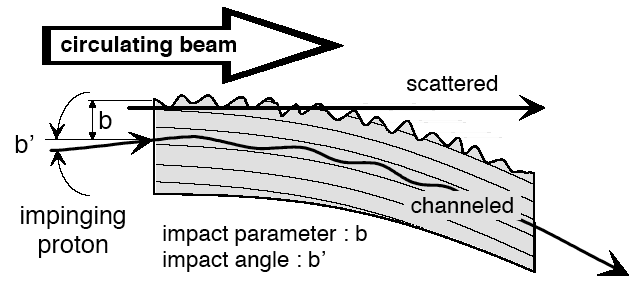 circulating beam
scattered
b
b’
impinging
proton
channeled
impact parameter : b
impact angle : b’